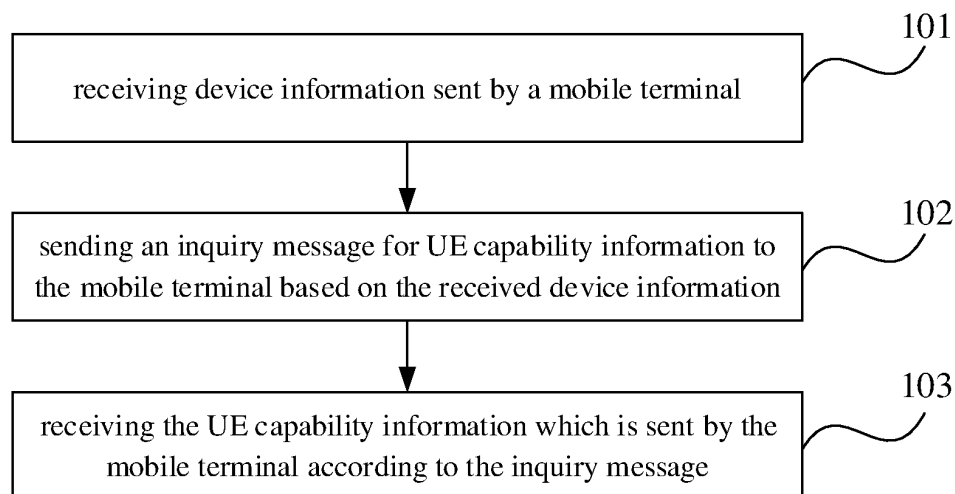 101
receiving device information sent by a mobile terminal
102
sending an inquiry message for UE capability information to
the mobile terminal based on the received device information
103
receiving the UE capability information which is sent by the
mobile terminal according to the inquiry message